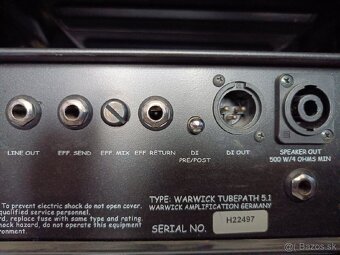 LINE OUT
EFF. SEND
EFF. MIX
EFF. RETURN
DI
PRE/POST
DI OUT
SPEAKER OUT
500 W/4 OHMS MIN
To prevent electric shock do not open cover.
qualified service personnel.
replace fuse with same type and rating.
shock hazard, do not operate this equipment
environment.
TYPE: WARWICK TUBEPATH 5.1
WARWICK AMPLIFICATION GERMANY
SERIAL NO.
H22497
bazos.sk